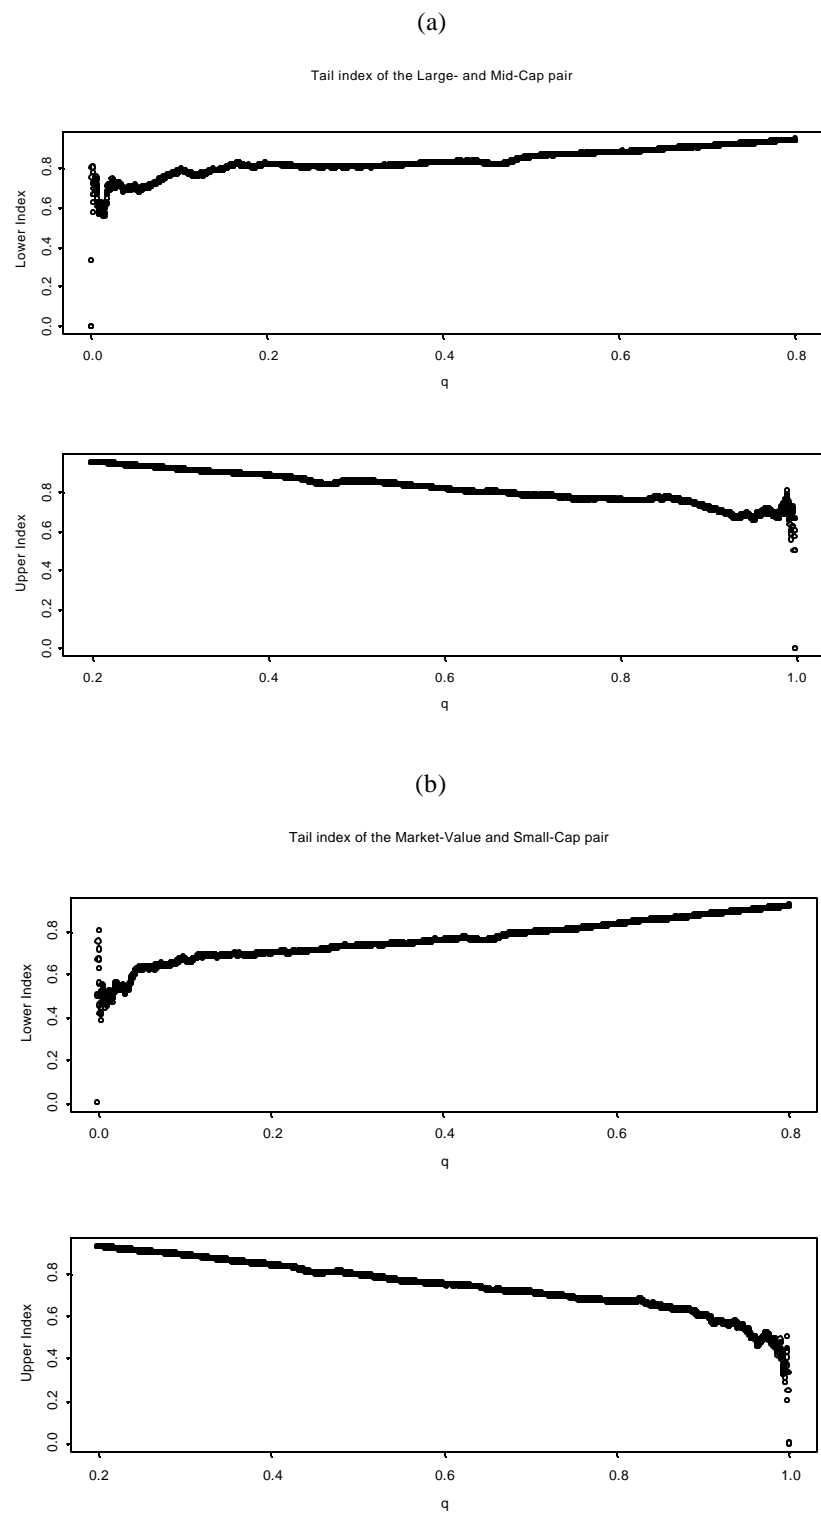 (a)
Tail index of the Large- and Mid-Cap pair
Lower Index
0.8
0.6
0.4
0.2
0.0
0.0 0.2 0.4 0.6 0.8
q
Upper Index
0.8
0.6
0.4
0.2
0.0
0.2 0.4 0.6 0.8 1.0
q
(b)
Tail index of the Market-Value and Small-Cap pair
Lower Index
0.8
0.6
0.4
0.2
0.0
0.0 0.2 0.4 0.6 0.8
q
Upper Index
0.8
0.6
0.4
0.2
0.0
0.2 0.4 0.6 0.8 1.0
q